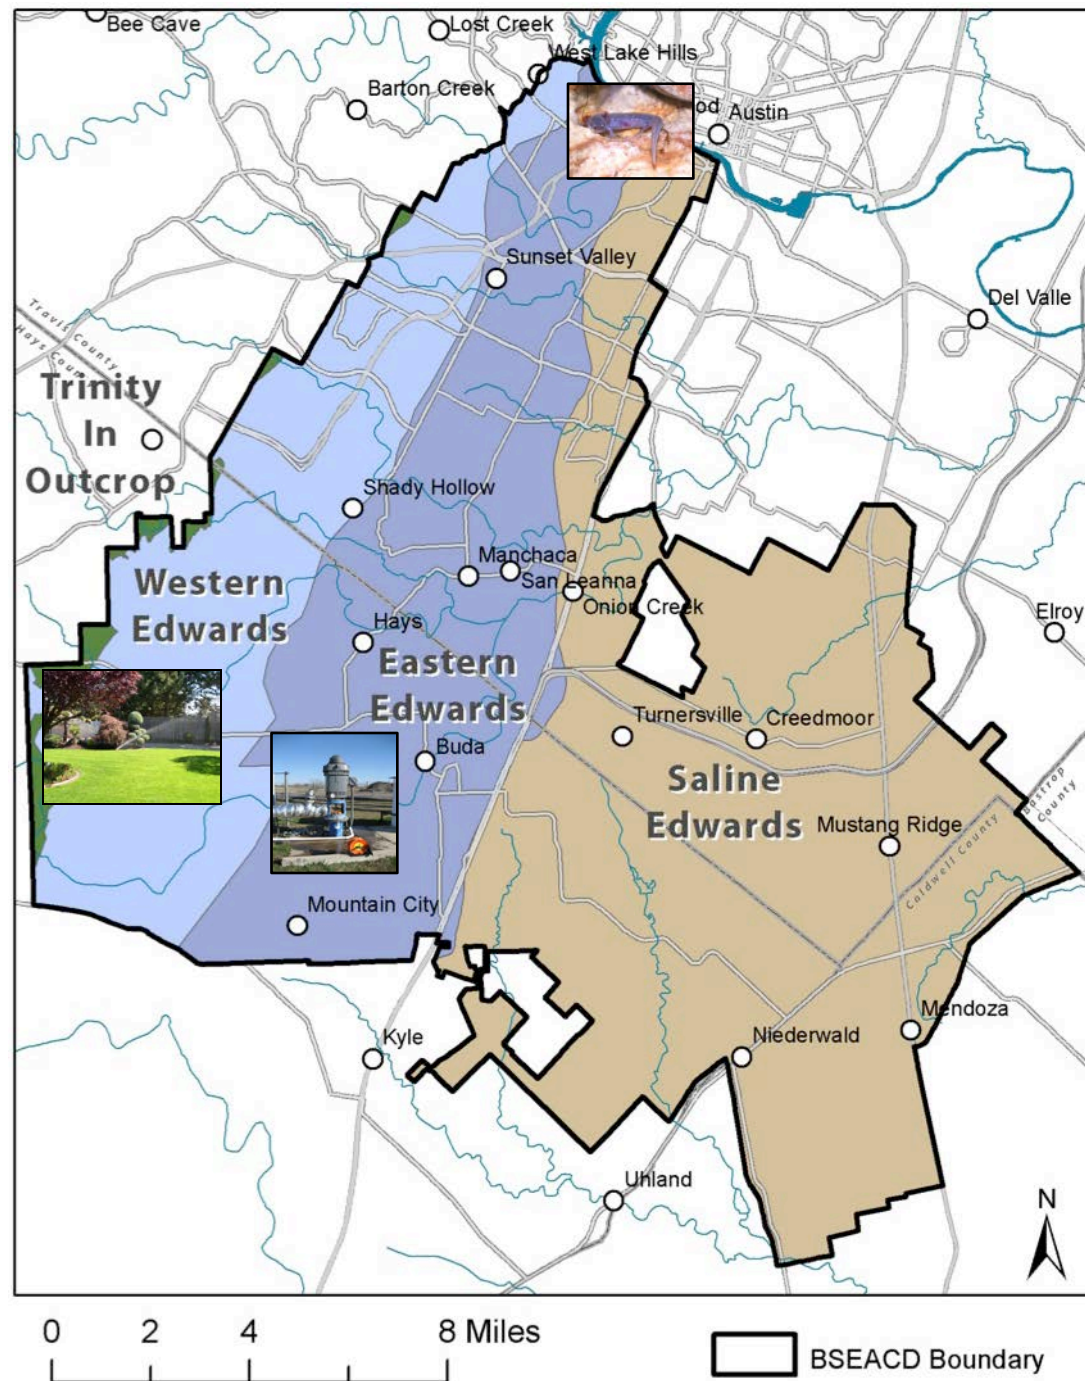 Bee Cave
Lost Creek
West Lake Hills
Barton Creek
od
Austin
Sunset Valley
Del Valle
Travis County
Hays Coun
Trinity
In
Outcrop
Shady Hollow
Manchaca
San Leanna
Onion Creek
Western
Edwards
Hays
Elroy
Eastern
Edwards
Turnersville
Creedmoor
Buda
Saline
Edwards
Mustang Ridge
Bastrop
County
Caldwell County
Mountain City
Mendoza
Kyle
Niederwald
Uhland
N
0 2 4 8 Miles
BSEACD Boundary